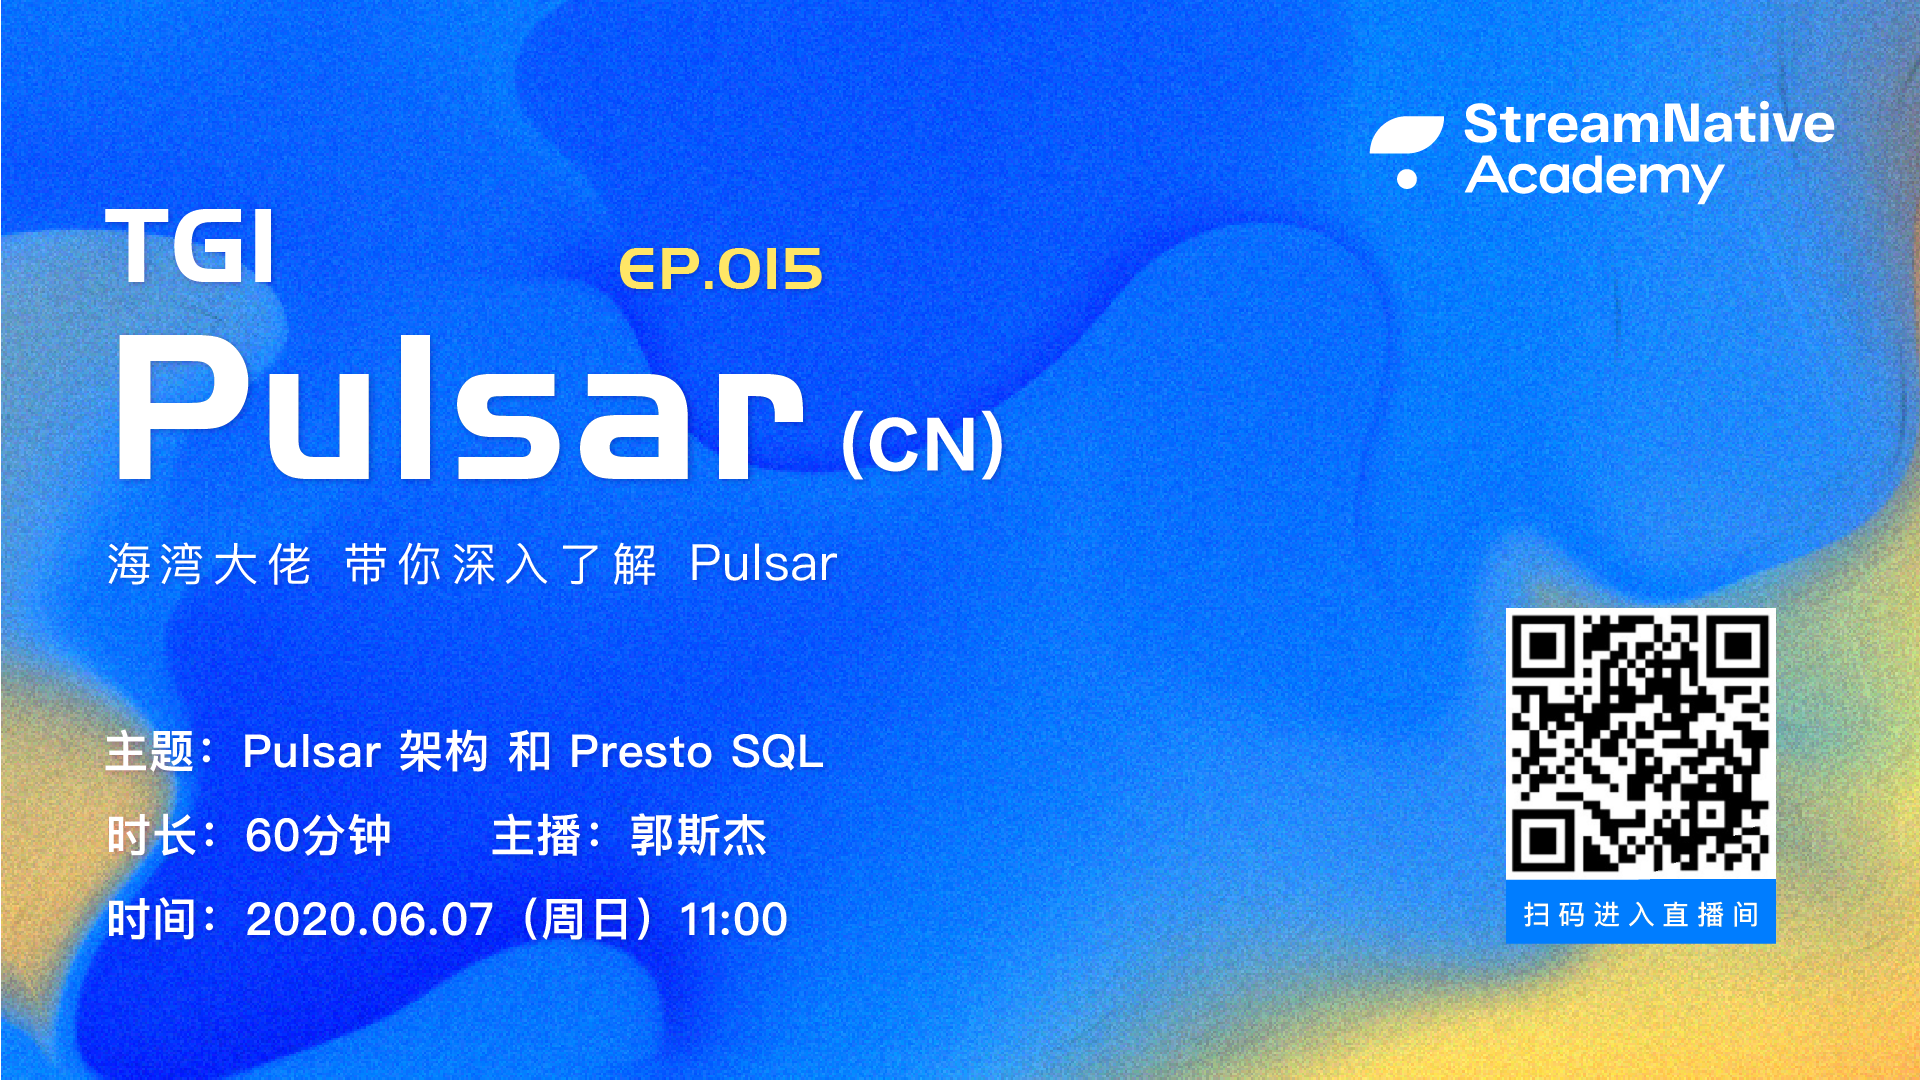 StreamNative
Academy
TGI
EP.015
Pulsar (CN)
海湾大佬 带你深入了解 Pulsar
主题：Pulsar 架构 和 Presto SQL
时长：60分钟 主播：郭斯杰
时间：2020.06.07（周日）11:00
扫码进入直播间